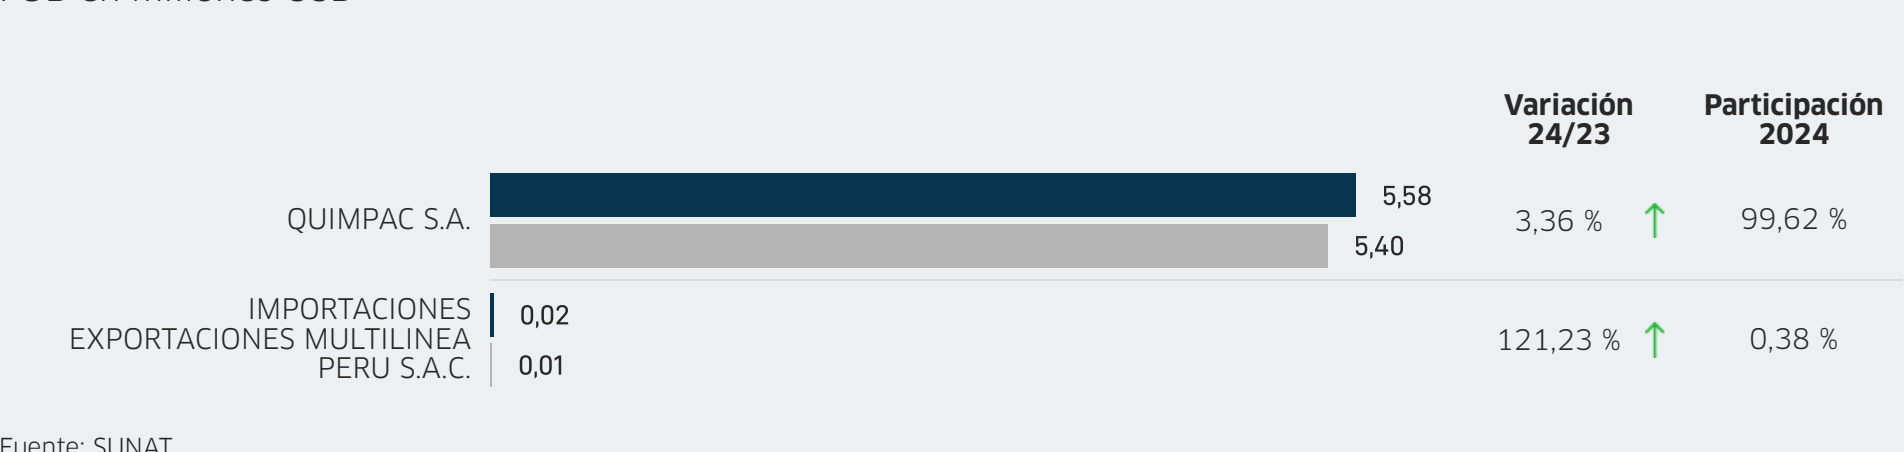 Variación Participación
24/23 2024
QUIMPAC S.A. 5,58 3,36 % ↑ 99,62 %
5,40
IMPORTACIONES
EXPORTACIONES MULTILINEA
PERU S.A.C.
0,02 121,23 % ↑ 0,38 %
0,01
Fuente: SUNAT